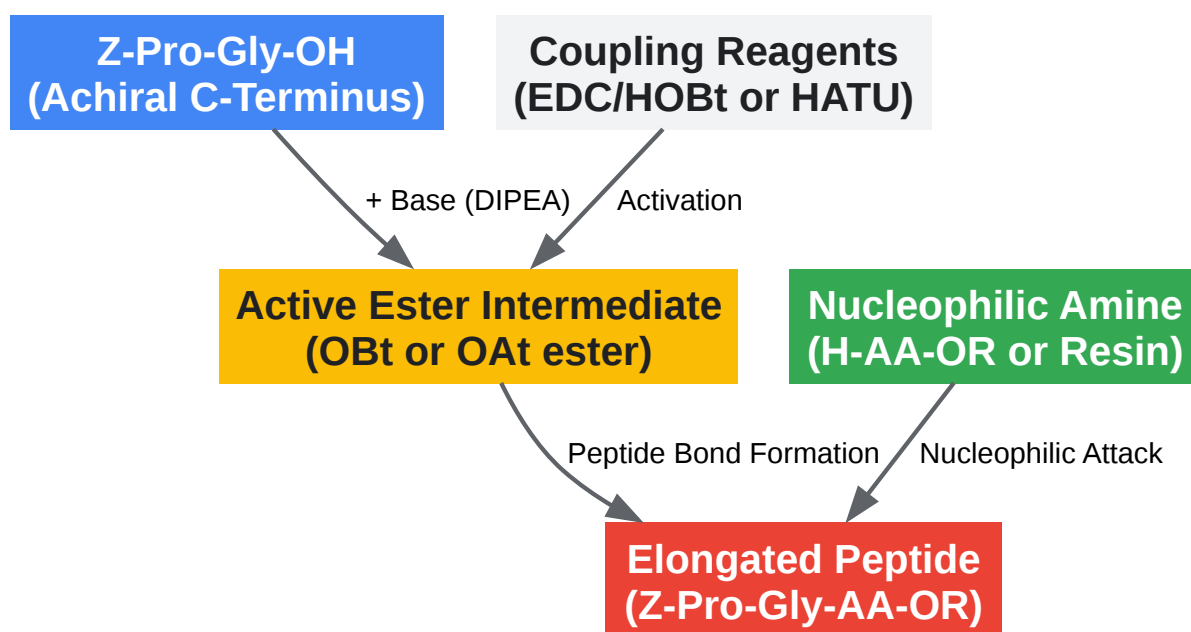 Z-Pro-Gly-OH
(Achiral C-Terminus)
Coupling Reagents
(EDC/HOBt or HATU)
+ Base (DIPEA)
Activation
Active Ester Intermediate
(OBt or OAt ester)
Nucleophilic Amine
(H-AA-OR or Resin)
Peptide Bond Formation
Nucleophilic Attack
Elongated Peptide
(Z-Pro-Gly-AA-OR)